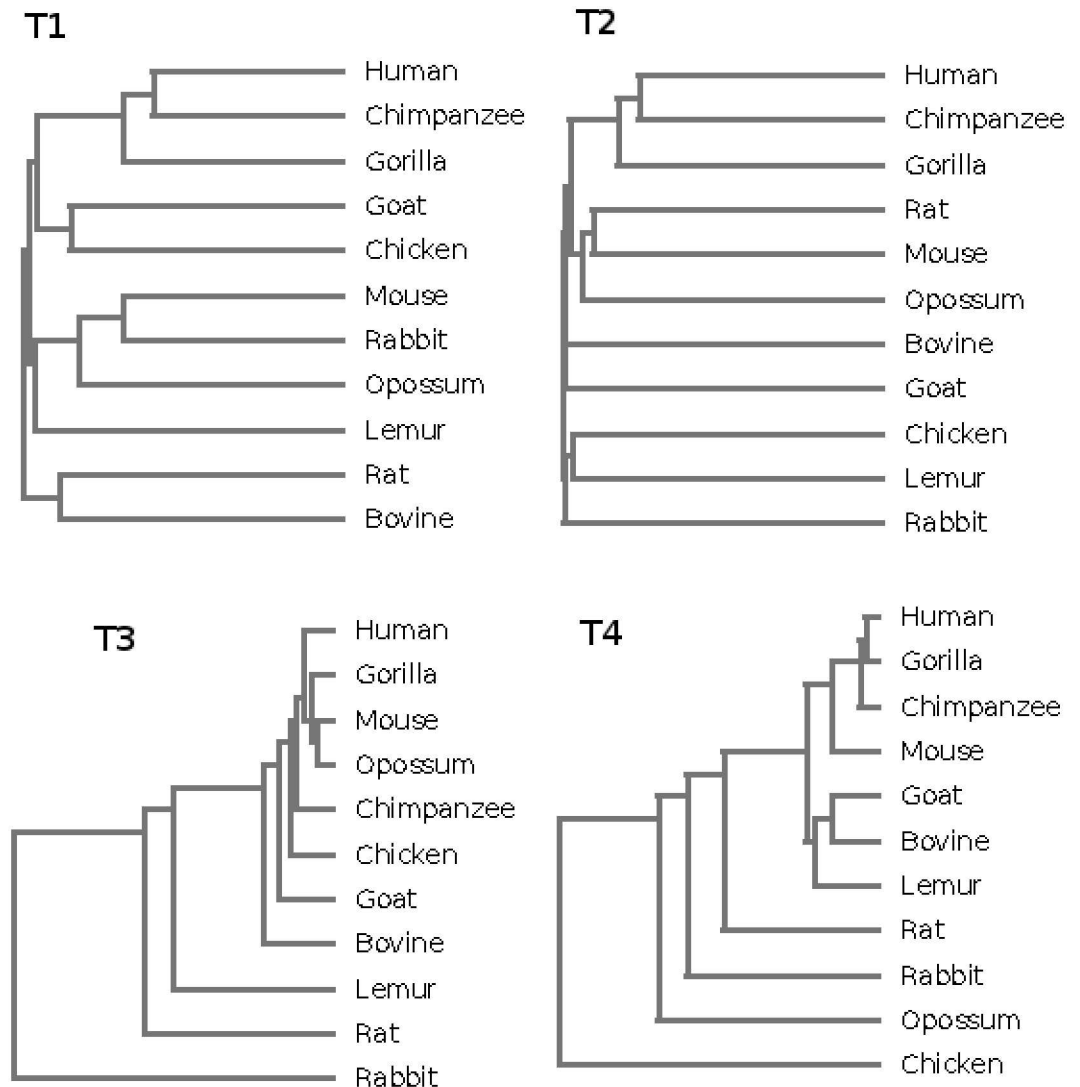 T1
Human
Chimpanzee
Gorilla
Goat
Chicken
Mouse
Rabbit
Opossum
Lemur
Rat
Bovine
T2
Human
Chimpanzee
Gorilla
Rat
Mouse
Opossum
Bovine
Goat
Chicken
Lemur
Rabbit
T3
Human
Gorilla
Mouse
Opossum
Chimpanzee
Chicken
Goat
Bovine
Lemur
Rat
Rabbit
T4
Human
Gorilla
Chimpanzee
Mouse
Goat
Bovine
Lemur
Rat
Rabbit
Opossum
Chicken